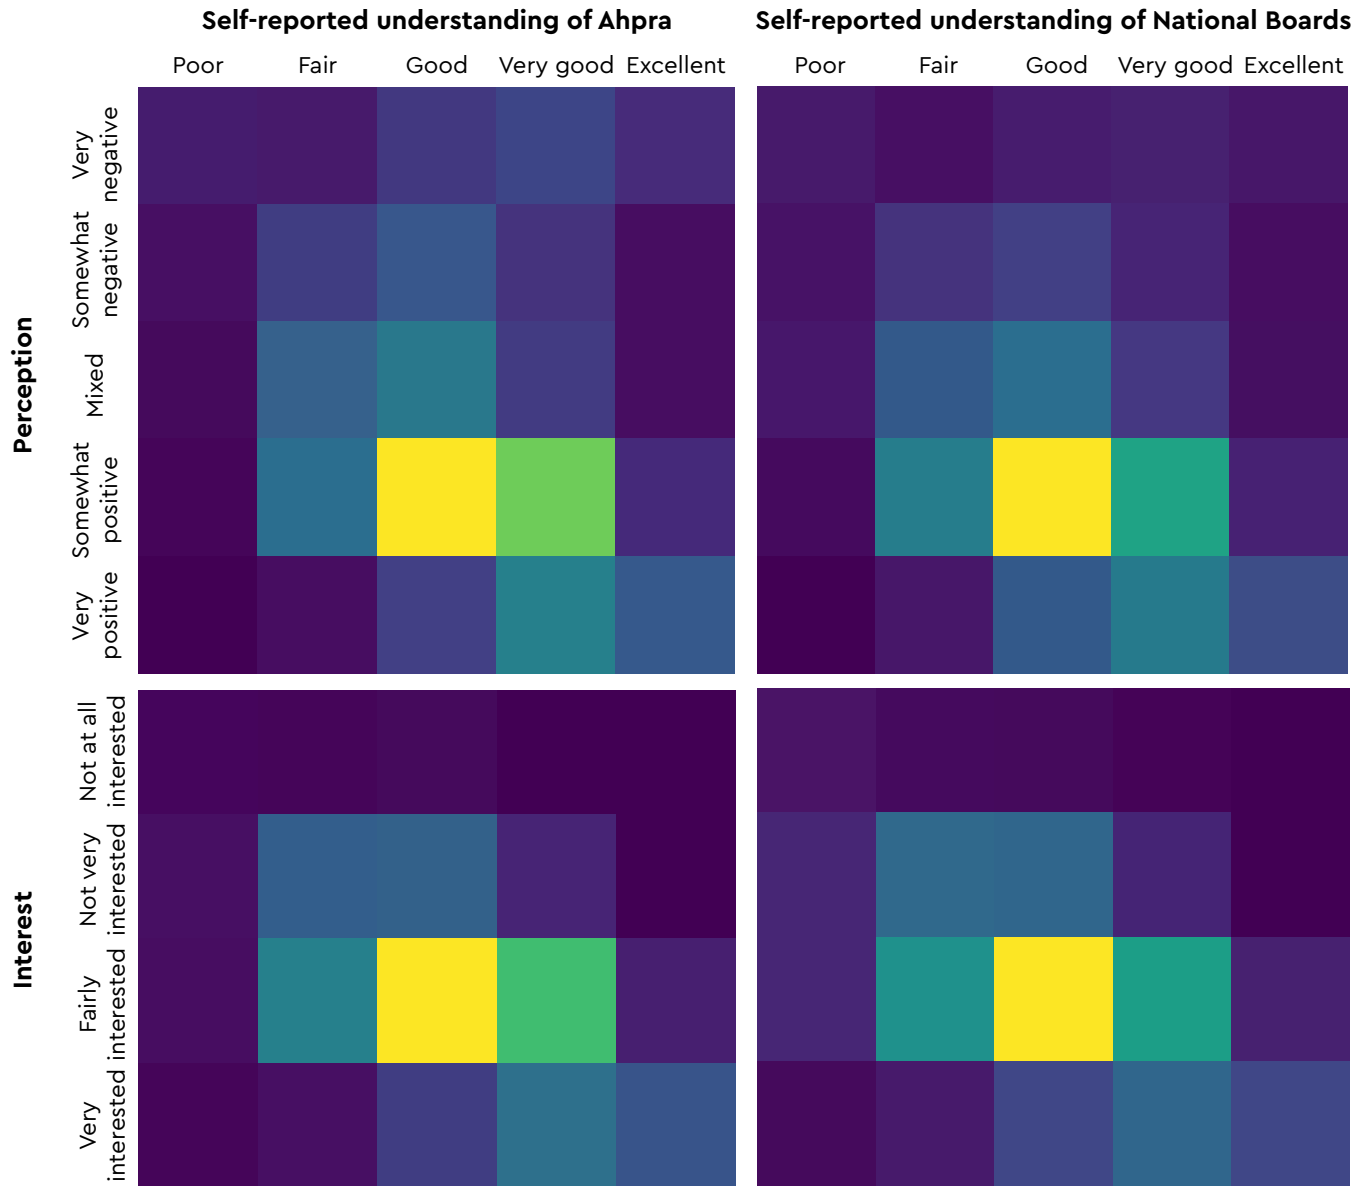 Self-reported understanding of Ahpra
Self-reported understanding of National Boards
Poor Fair Good Very good Excellent
Poor Fair Good Very good Excellent
Perception
Very
negative
Somewhat
negative
Mixed
Somewhat
positive
Very
positive
Interest
Not at all
interested
Not very
interested
Fairly
interested
Very
interested